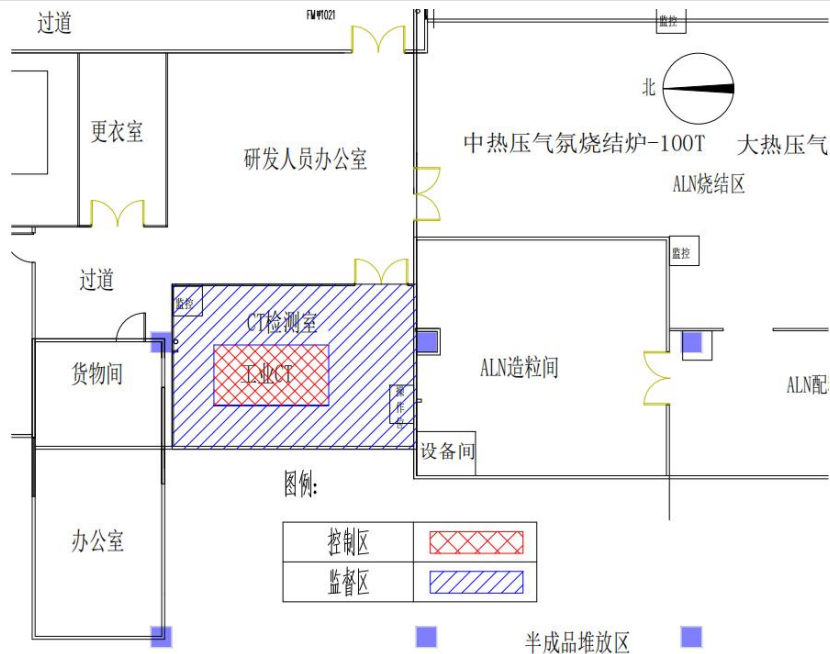 过道
FM甲1021
监控
北
更衣室
研发人员办公室
中热压气氛烧结炉-100T
大热压气
ALN烧结区
监控
过道
监控
CT检测室
货物间
工业CT
操作台
ALN造粒间
ALN配料
设备间
图例:
办公室
控制区
监督区
半成品堆放区